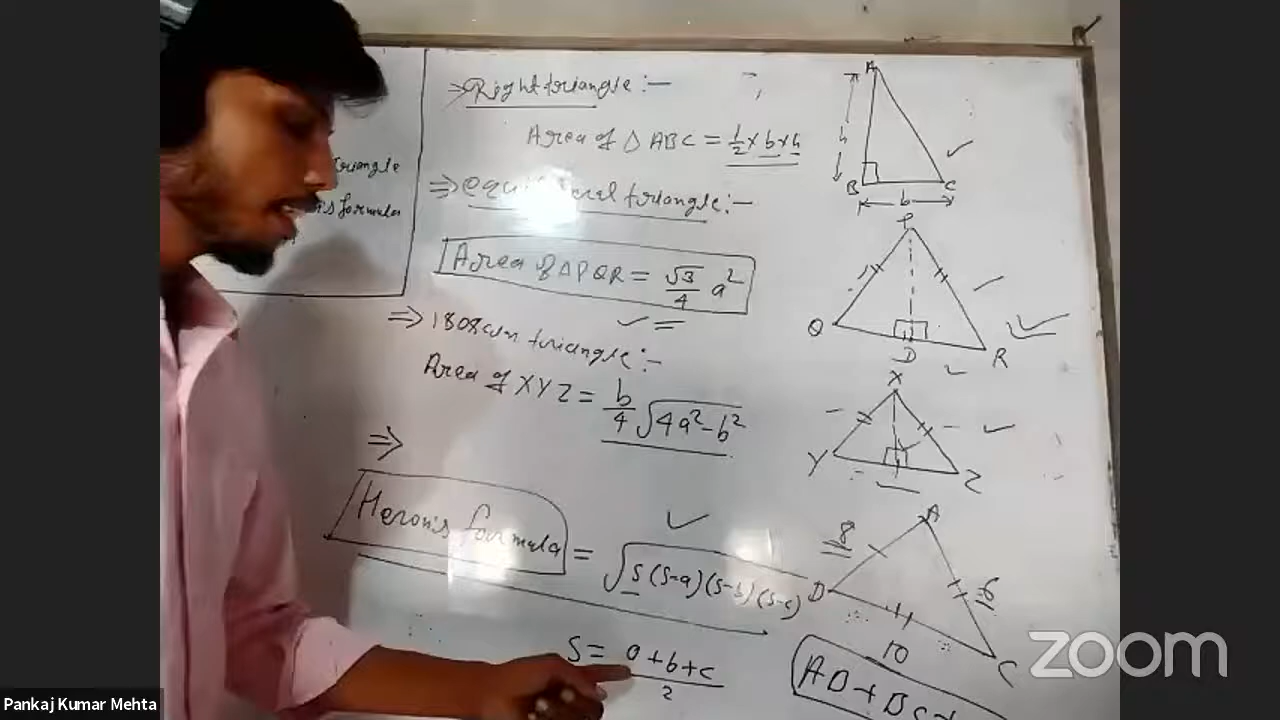 ⇒ Right triangle :-
Area of △ ABC = 1/2 × b × h
triangle
formula
⇒ equilateral triangle :-
Area of △PQR = √3/4 a²
⇒ triangle :-
Area of XYZ = b/4 √4a²-b²
⇒
Heron's formula = √s(s-a)(s-b)(s-c)
S = a+b+c/2
A
h
B
b
C
P
Q
D
R
X
Y
Z
A
8
6
D
10
C
zoom
Pankaj Kumar Mehta